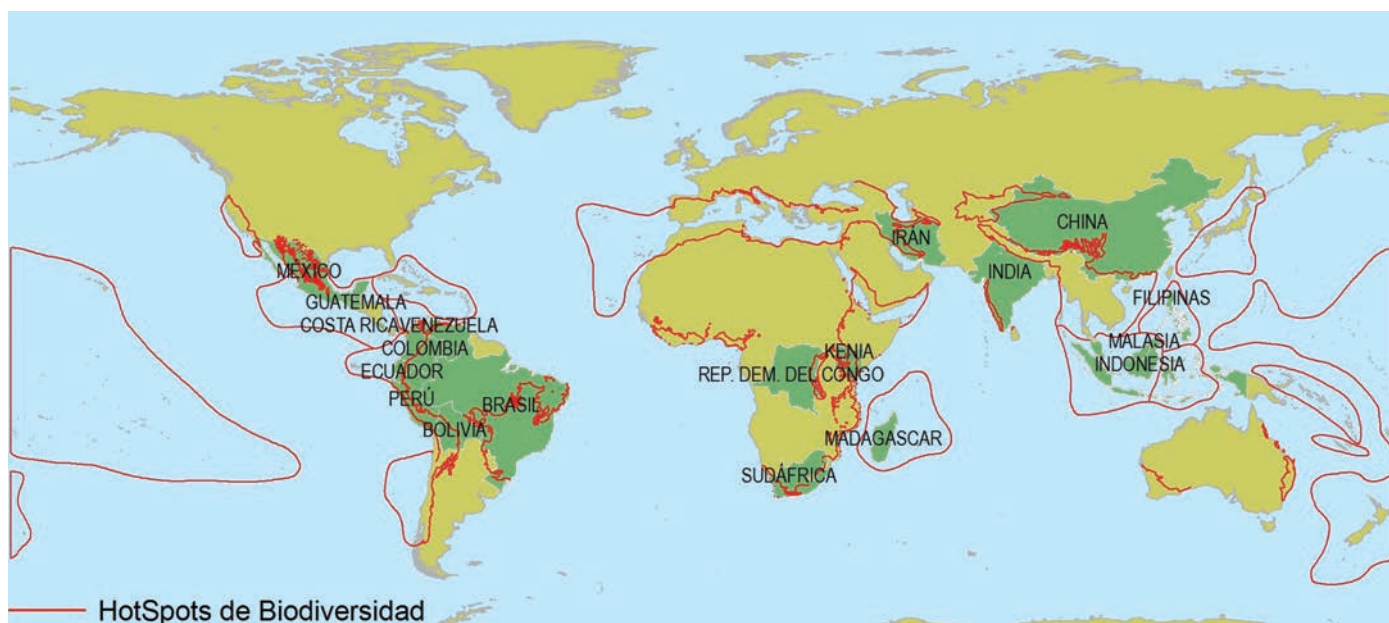 CHINA
IRÁN
MÉXICO
INDIA
GUATEMALA
FILIPINAS
COSTA RICA
VENEZUELA
COLOMBIA
KENIA
MALASIA
ECUADOR
REP. DEM. DEL CONGO
INDONESIA
PERÚ
BRASIL
BOLIVIA
MADAGASCAR
SUDÁFRICA
HotSpots de Biodiversidad